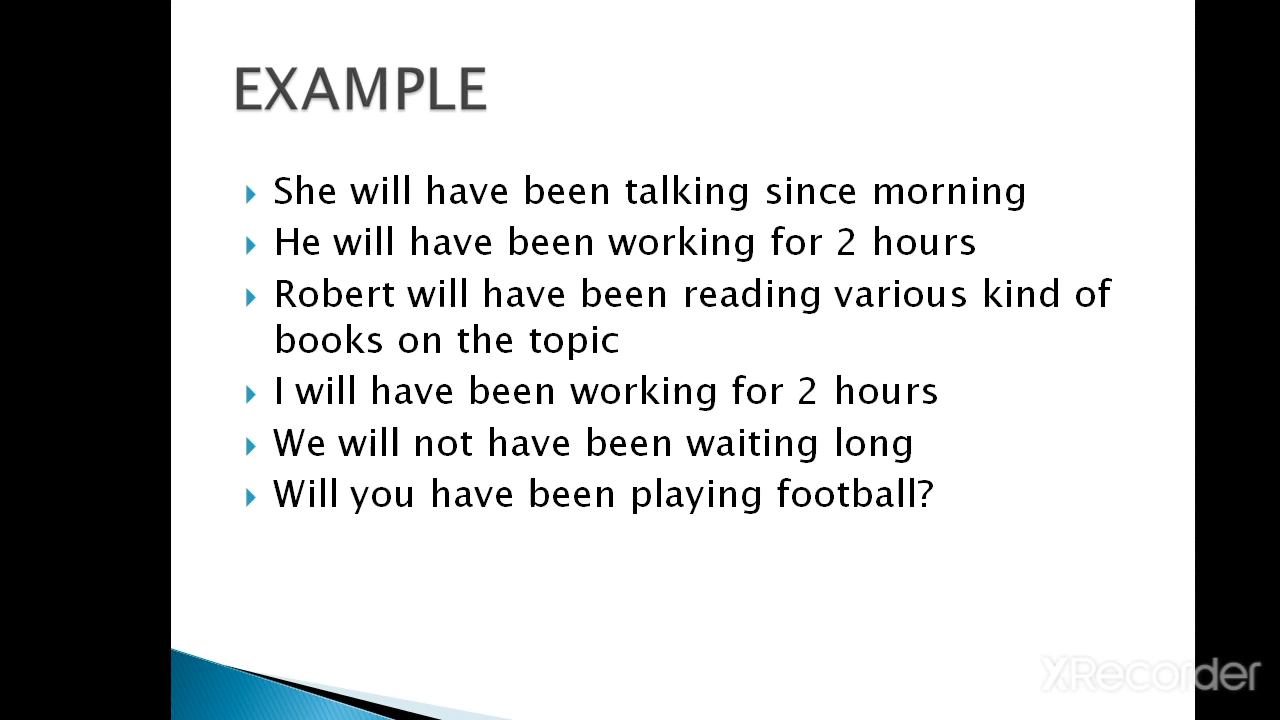 EXAMPLE
She will have been talking since morning
He will have been working for 2 hours
Robert will have been reading various kind of
books on the topic
I will have been working for 2 hours
We will not have been waiting long
Will you have been playing football?
XRecorder